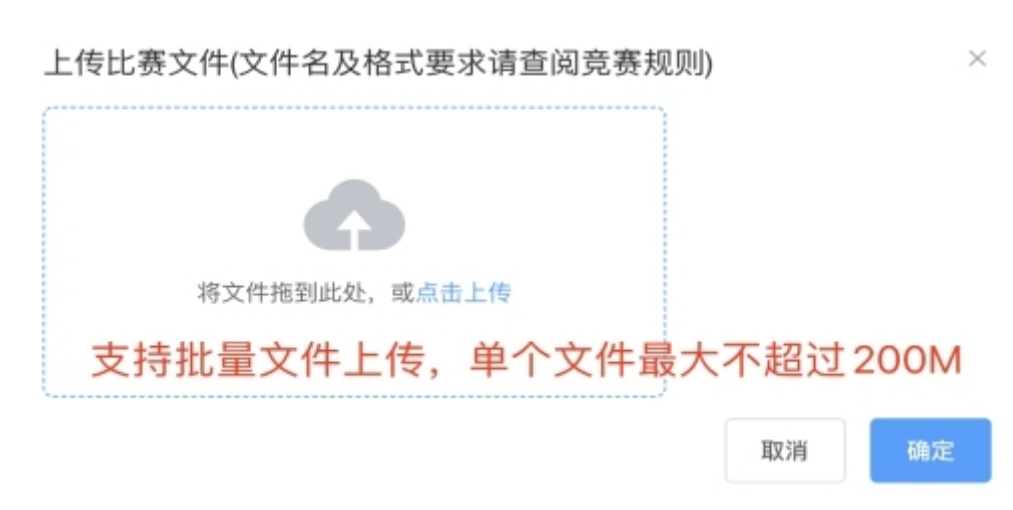 上传比赛文件(文件名及格式要求请查阅竞赛规则)
将文件拖到此处，或点击上传
支持批量文件上传，单个文件最大不超过200M
取消
确定